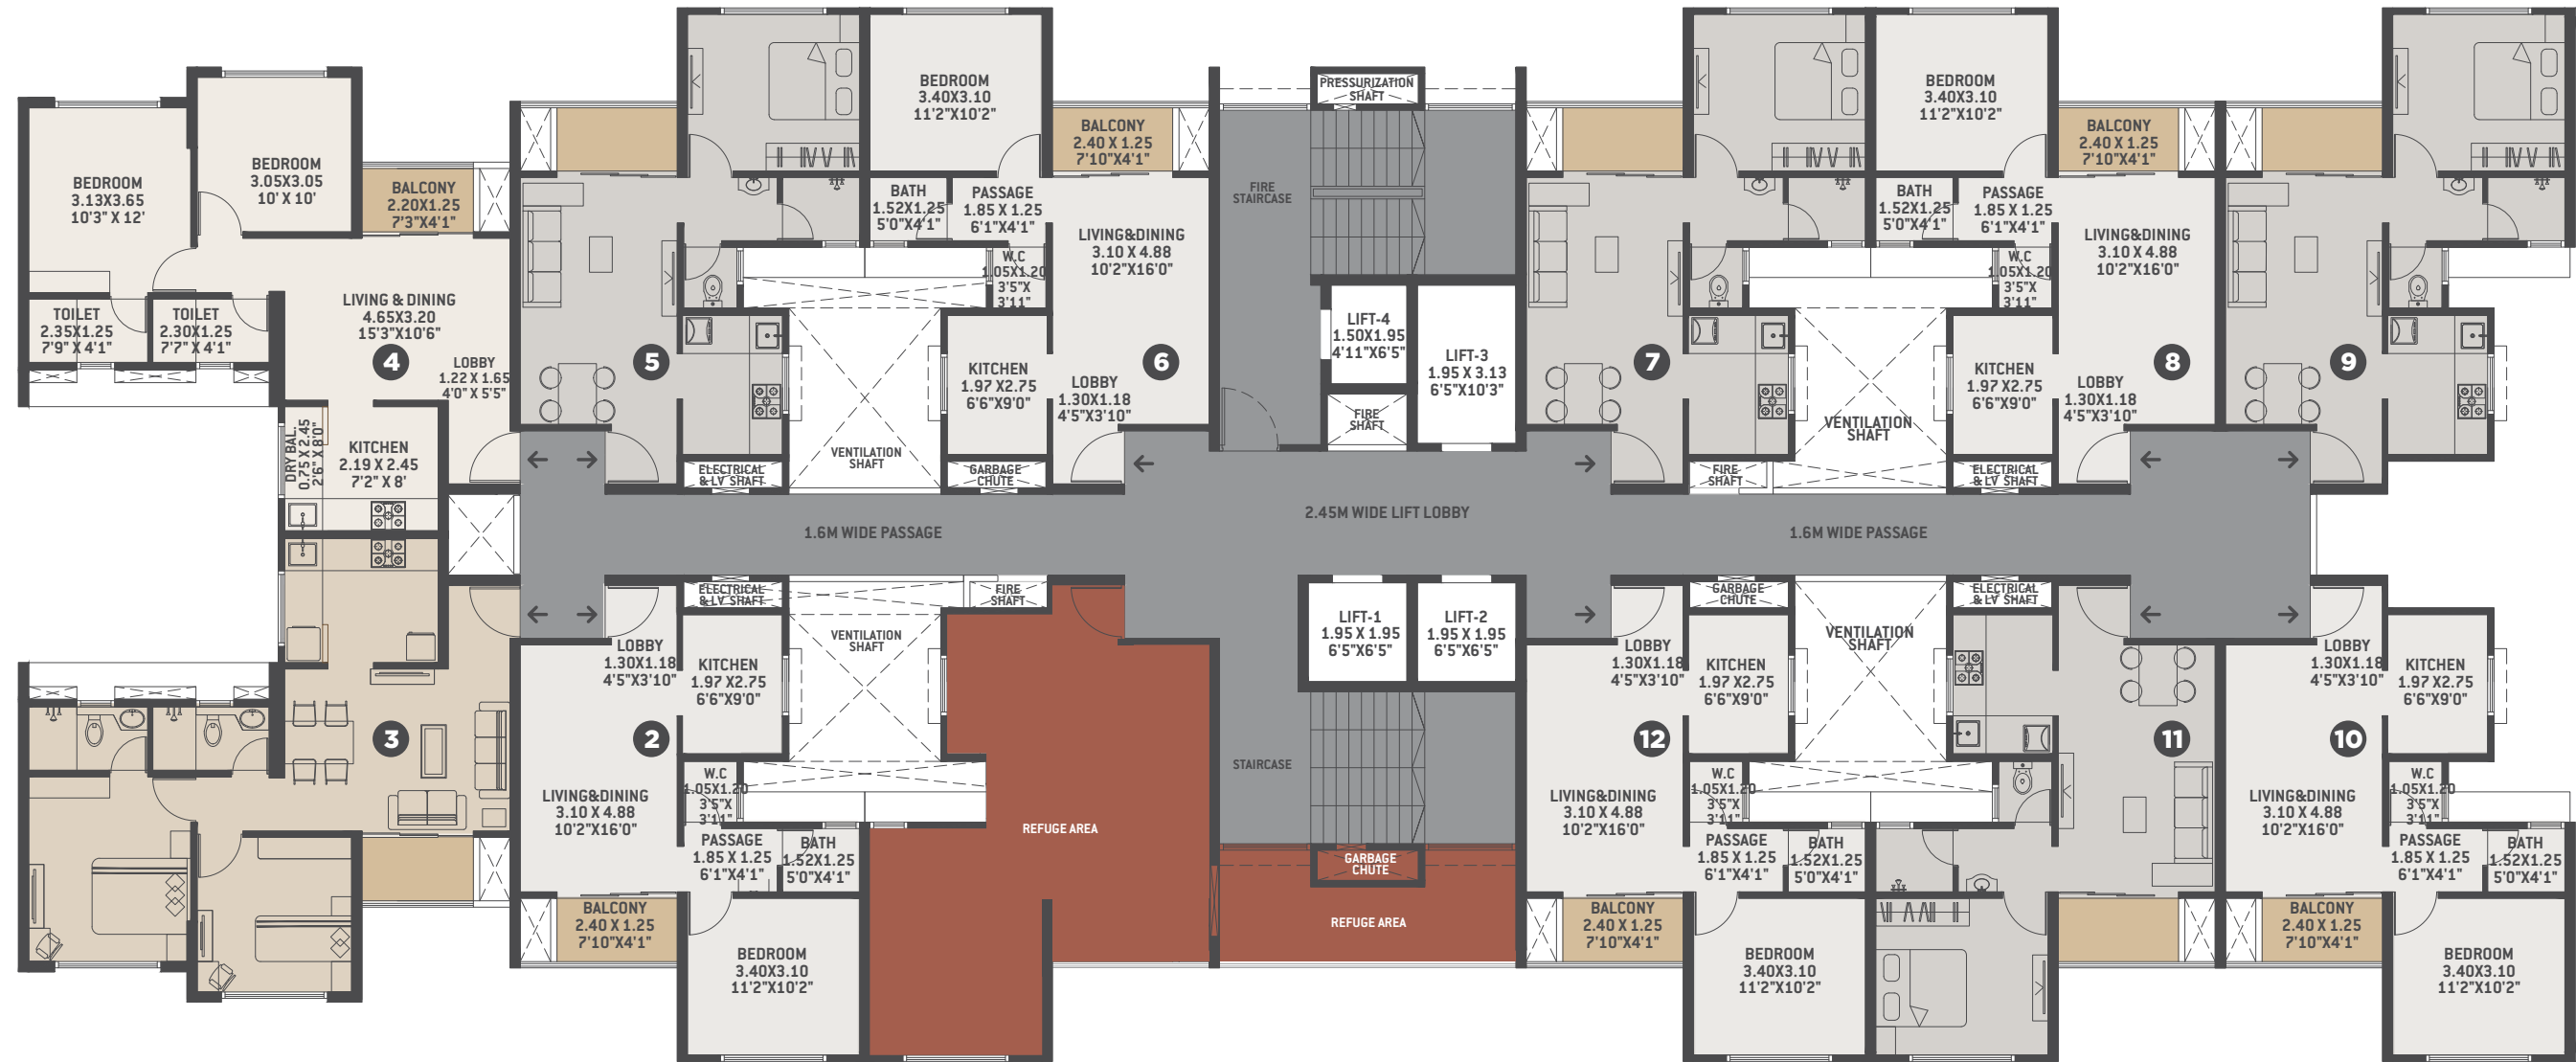 BEDROOM
3.13X3.65
10'3" X 12'
BEDROOM
3.05X3.05
10' X 10'
BALCONY
2.20X1.25
7'3"X4'1"
TOILET
2.35X1.25
7'9" X 4'1"
TOILET
2.30X1.25
7'7" X 4'1"
LIVING & DINING
4.65X3.20
15'3"X10'6"
4
LOBBY
1.22 X 1.65
4'0" X 5'5"
DRY BAL.
0.75 X 2.45
2'6" X 8'0"
KITCHEN
2.19 X 2.45
7'2" X 8'
5
ELECTRICAL
& LV SHAFT
BEDROOM
3.40X3.10
11'2"X10'2"
BALCONY
2.40 X 1.25
7'10"X4'1"
BATH
1.52X1.25
5'0"X4'1"
PASSAGE
1.85 X 1.25
6'1"X4'1"
W.C
1.05X1.20
3'5"X
3'11"
LIVING&DINING
3.10 X 4.88
10'2"X16'0"
6
KITCHEN
1.97 X2.75
6'6"X9'0"
LOBBY
1.30X1.18
4'5"X3'10"
VENTILATION
SHAFT
GARBAGE
CHUTE
PRESSURIZATION
SHAFT
FIRE
STAIRCASE
LIFT-4
1.50X1.95
4'11"X6'5"
LIFT-3
1.95 X 3.13
6'5"X10'3"
FIRE
SHAFT
7
FIRE
SHAFT
VENTILATION
SHAFT
BEDROOM
3.40X3.10
11'2"X10'2"
BALCONY
2.40 X 1.25
7'10"X4'1"
BATH
1.52X1.25
5'0"X4'1"
PASSAGE
1.85 X 1.25
6'1"X4'1"
W.C
1.05X1.20
3'5"X
3'11"
LIVING&DINING
3.10 X 4.88
10'2"X16'0"
8
KITCHEN
1.97 X2.75
6'6"X9'0"
LOBBY
1.30X1.18
4'5"X3'10"
ELECTRICAL
& LV SHAFT
9
1.6M WIDE PASSAGE
2.45M WIDE LIFT LOBBY
1.6M WIDE PASSAGE
3
ELECTRICAL
& LV SHAFT
FIRE
SHAFT
VENTILATION
SHAFT
LOBBY
1.30X1.18
4'5"X3'10"
KITCHEN
1.97 X2.75
6'6"X9'0"
2
W.C
1.05X1.20
3'5"X
3'11"
LIVING&DINING
3.10 X 4.88
10'2"X16'0"
PASSAGE
1.85 X 1.25
6'1"X4'1"
BATH
1.52X1.25
5'0"X4'1"
BALCONY
2.40 X 1.25
7'10"X4'1"
BEDROOM
3.40X3.10
11'2"X10'2"
REFUGE AREA
LIFT-1
1.95 X 1.95
6'5"X6'5"
LIFT-2
1.95 X 1.95
6'5"X6'5"
STAIRCASE
GARBAGE
CHUTE
REFUGE AREA
LOBBY
1.30X1.18
4'5"X3'10"
GARBAGE
CHUTE
KITCHEN
1.97 X2.75
6'6"X9'0"
12
W.C
1.05X1.20
3'5"X
3'11"
LIVING&DINING
3.10 X 4.88
10'2"X16'0"
PASSAGE
1.85 X 1.25
6'1"X4'1"
BATH
1.52X1.25
5'0"X4'1"
BALCONY
2.40 X 1.25
7'10"X4'1"
BEDROOM
3.40X3.10
11'2"X10'2"
VENTILATION
SHAFT
ELECTRICAL
& LV SHAFT
11
LOBBY
1.30X1.18
4'5"X3'10"
KITCHEN
1.97 X2.75
6'6"X9'0"
10
W.C
1.05X1.20
3'5"X
3'11"
LIVING&DINING
3.10 X 4.88
10'2"X16'0"
PASSAGE
1.85 X 1.25
6'1"X4'1"
BATH
1.52X1.25
5'0"X4'1"
BALCONY
2.40 X 1.25
7'10"X4'1"
BEDROOM
3.40X3.10
11'2"X10'2"